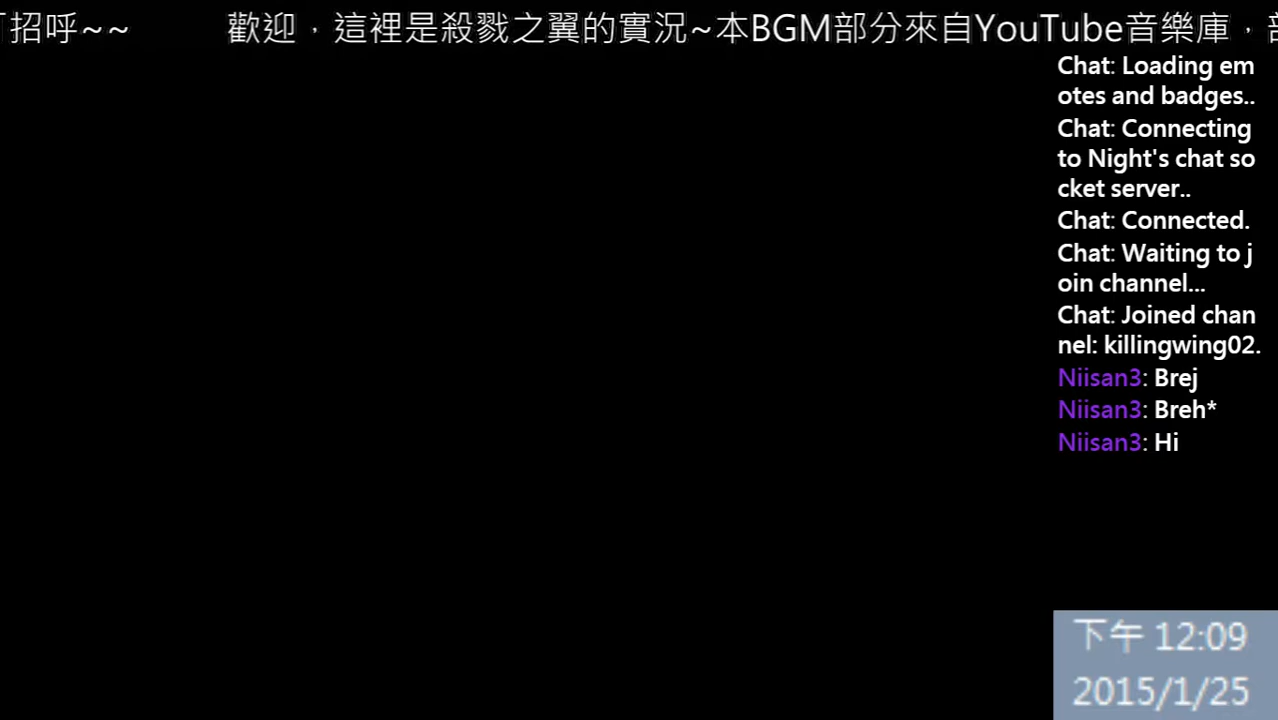 招呼~~ 歡迎，這裡是殺戮之翼的實況~本BGM部分來自YouTube音樂庫，
Chat: Loading em
otes and badges..
Chat: Connecting
to Night's chat so
cket server..
Chat: Connected.
Chat: Waiting to j
oin channel...
Chat: Joined chan
nel: killingwing02.
Niisan3: Brej
Niisan3: Breh*
Niisan3: Hi
下午 12:09
2015/1/25